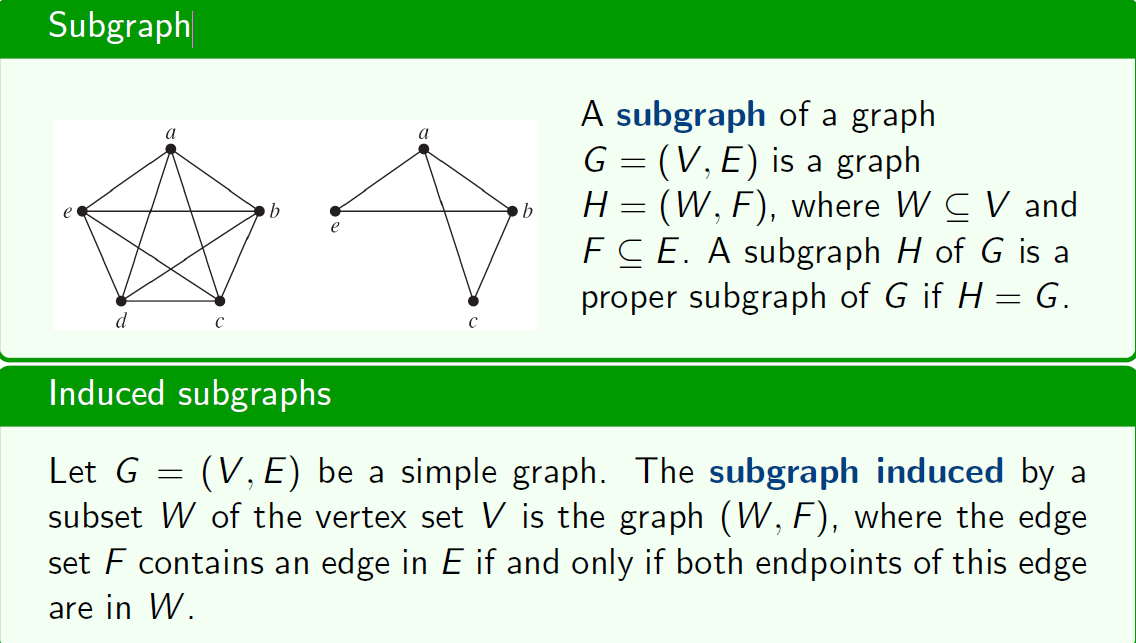 Subgraph
a
e
b
d
c
a
e
b
c
A subgraph of a graph
G = (V, E) is a graph
H = (W, F), where W ⊆ V and
F ⊆ E. A subgraph H of G is a
proper subgraph of G if H = G.
Induced subgraphs
Let G = (V, E) be a simple graph. The subgraph induced by a
subset W of the vertex set V is the graph (W, F), where the edge
set F contains an edge in E if and only if both endpoints of this edge
are in W.